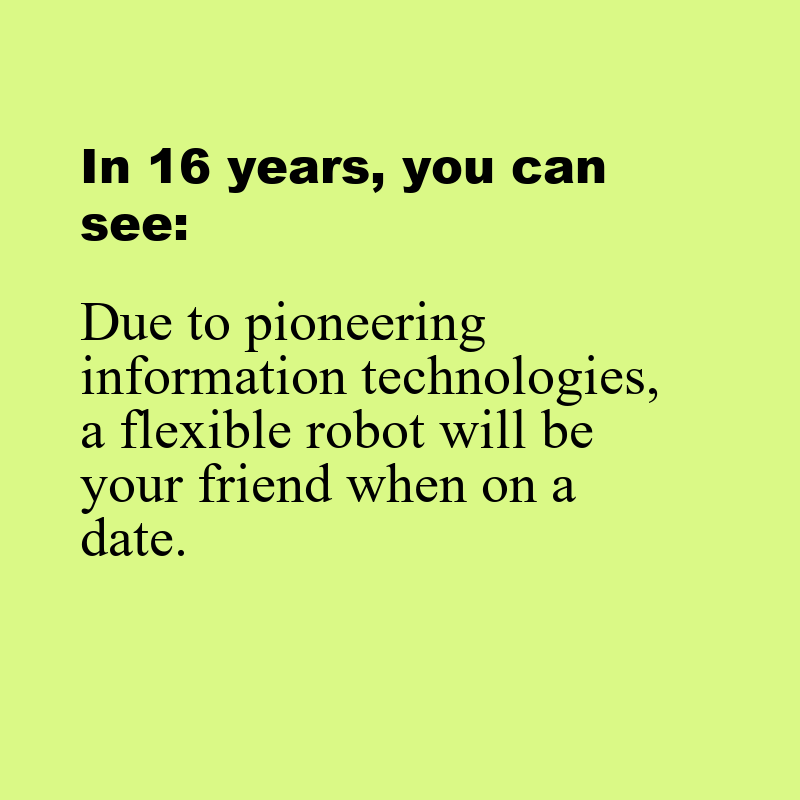 In 16 years, you can
see:
Due to pioneering
information technologies,
a flexible robot will be
your friend when on a
date.